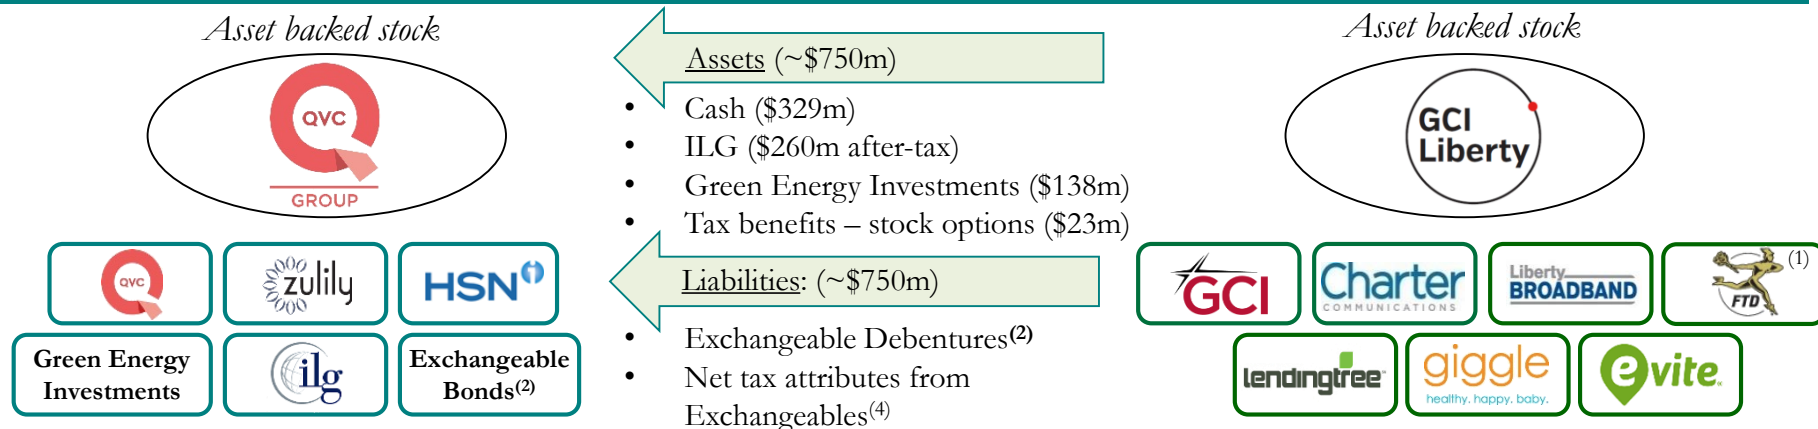 Asset backed stock
QVC
GROUP
QVC
zulily
HSN
Green Energy
Investments
ilg
Exchangeable
Bonds(2)
Assets (~$750m)
• Cash ($329m)
• ILG ($260m after-tax)
• Green Energy Investments ($138m)
• Tax benefits – stock options ($23m)
Liabilities: (~$750m)
• Exchangeable Debentures(2)
• Net tax attributes from
Exchangeables(4)
Asset backed stock
GCI
Liberty
GCI
Charter
COMMUNICATIONS
Liberty
BROADBAND
FTD
(1)
lendingtree
giggle
healthy. happy. baby.
evite